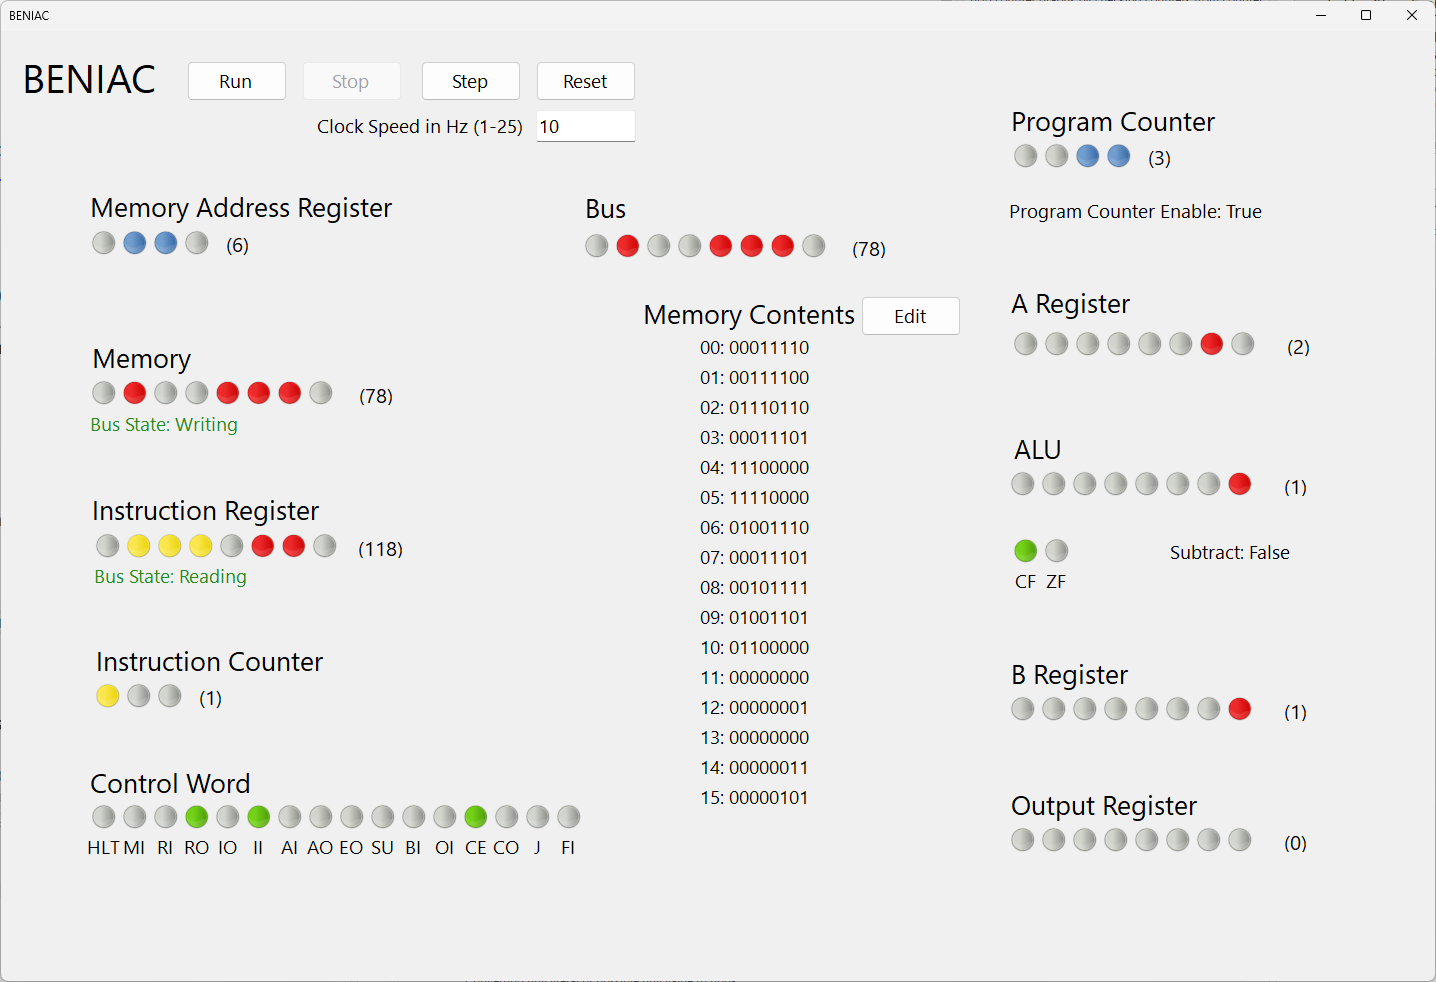 BENIAC
BENIAC Run Stop Step Reset
Clock Speed in Hz (1-25) 10
Program Counter
(3)
Program Counter Enable: True
Memory Address Register
(6)
Bus
(78)
Memory Contents Edit
00: 00011110
01: 00111100
02: 01110110
03: 00011101
04: 11100000
05: 11110000
06: 01001110
07: 00011101
08: 00101111
09: 01001101
10: 01100000
11: 00000000
12: 00000001
13: 00000000
14: 00000011
15: 00000101
A Register
(2)
Memory
(78)
Bus State: Writing
ALU
(1)
CF ZF
Subtract: False
Instruction Register
(118)
Bus State: Reading
Instruction Counter
(1)
B Register
(1)
Control Word
HLT MI RI RO IO II AI AO EO SU BI OI CE CO J FI
Output Register
(0)